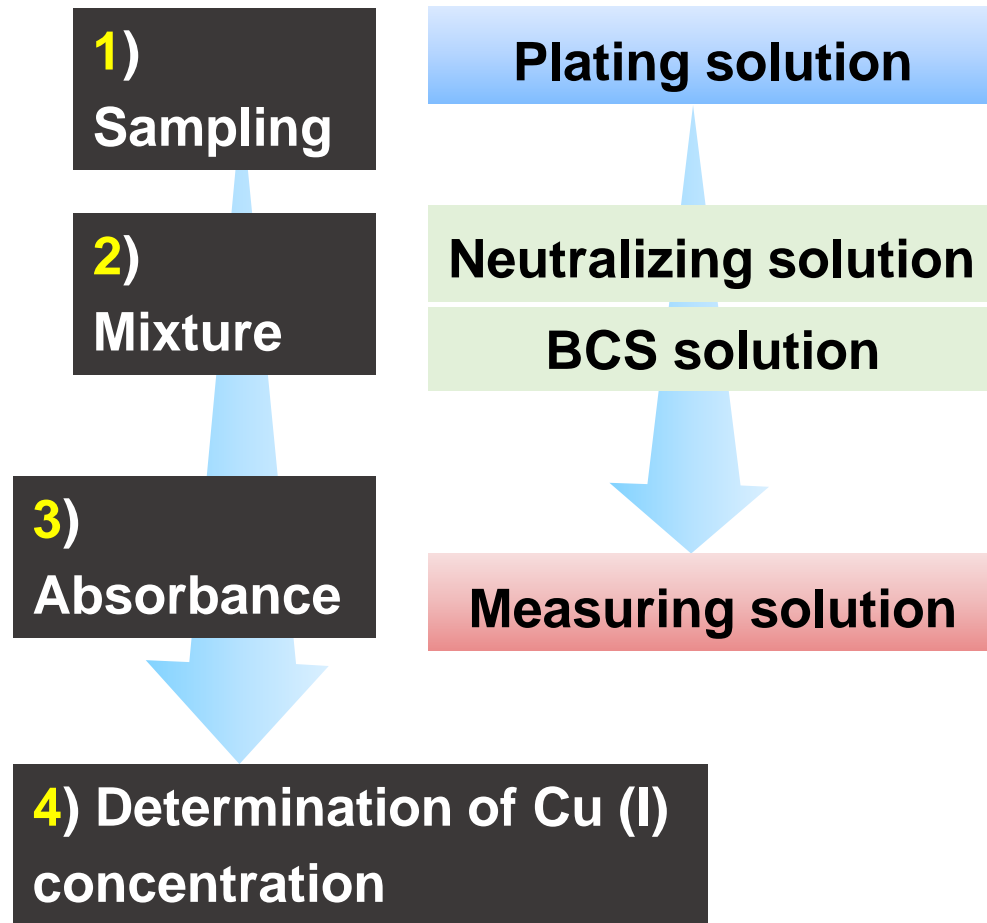 1)
Sampling
Plating solution
2)
Mixture
Neutralizing solution
BCS solution
3)
Absorbance
Measuring solution
4) Determination of Cu (I)
concentration